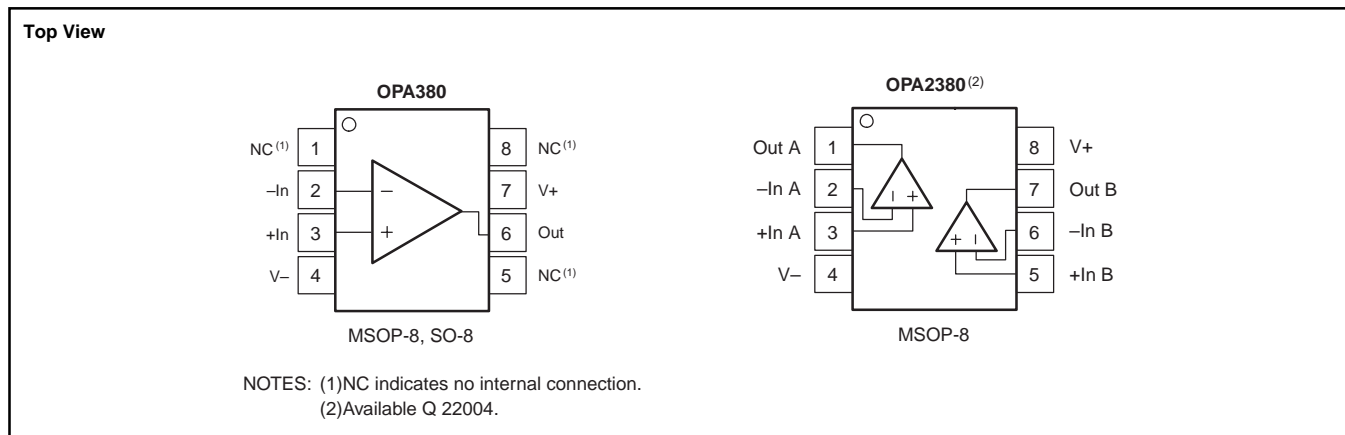 Top View
OPA380
NC(1) 1 8 NC(1)
–In 2 – 7 V+
+In 3 + 6 Out
V– 4 5 NC(1)
MSOP-8, SO-8
OPA2380(2)
Out A 1 8 V+
–In A 2 – + 7 Out B
+In A 3 + – 6 –In B
V– 4 5 +In B
MSOP-8
NOTES: (1)NC indicates no internal connection.
(2)Available Q 22004.